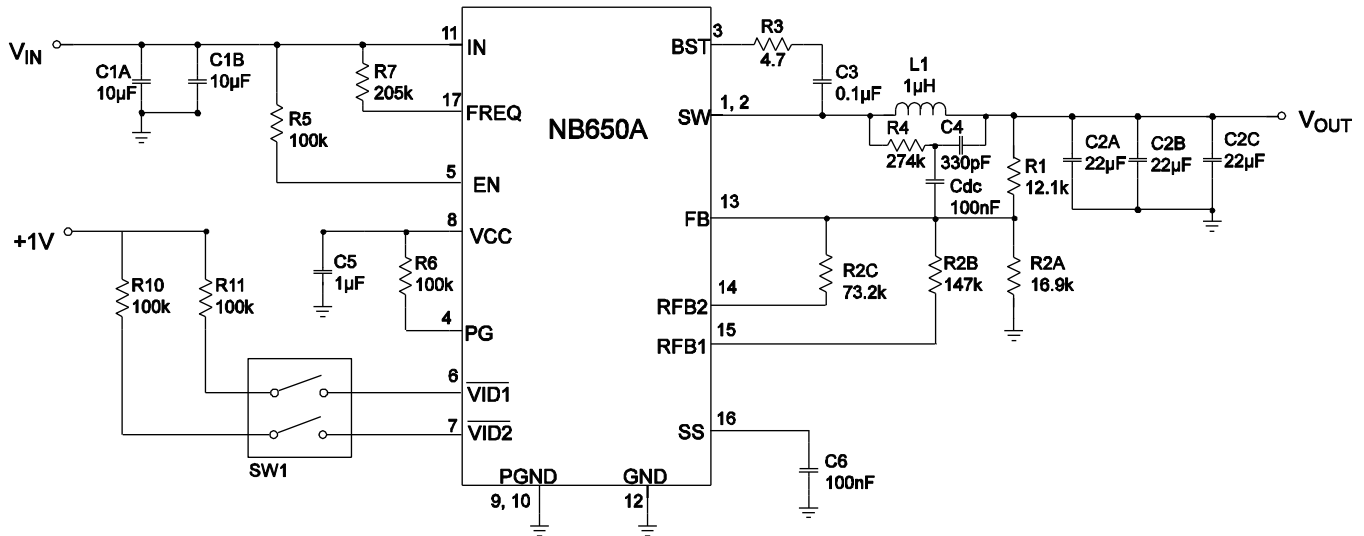 V_IN
C1A
10µF
C1B
10µF
R5
100k
R7
205k
11
IN
17
FREQ
5
EN
NB650A
3
BST
R3
4.7
C3
0.1µF
1, 2
SW
L1
1µH
R4
274k
C4
330pF
Cdc
100nF
R1
12.1k
C2A
22µF
C2B
22µF
C2C
22µF
V_OUT
13
FB
+1V
R10
100k
R11
100k
C5
1µF
R6
100k
8
VCC
4
PG
R2C
73.2k
R2B
147k
R2A
16.9k
14
RFB2
15
RFB1
6
VID1
7
VID2
SW1
16
SS
C6
100nF
PGND
9, 10
GND
12